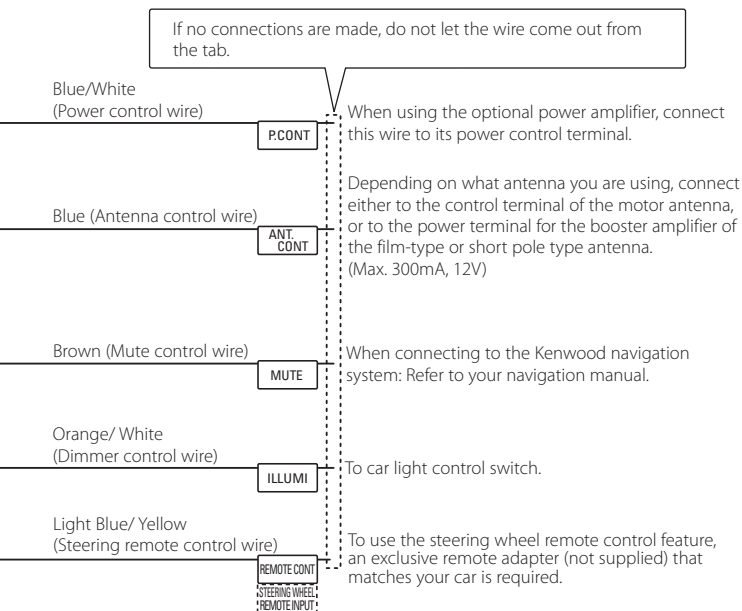 If no connections are made, do not let the wire come out from
the tab.
Blue/White
(Power control wire)
P.CONT
When using the optional power amplifier, connect
this wire to its power control terminal.
Blue (Antenna control wire)
ANT.
CONT
Depending on what antenna you are using, connect
either to the control terminal of the motor antenna,
or to the power terminal for the booster amplifier of
the film-type or short pole type antenna.
(Max. 300mA, 12V)
Brown (Mute control wire)
MUTE
When connecting to the Kenwood navigation
system: Refer to your navigation manual.
Orange/ White
(Dimmer control wire)
ILLUMI
To car light control switch.
Light Blue/ Yellow
(Steering remote control wire)
REMOTE CONT
STEERING WHEEL
REMOTE INPUT
To use the steering wheel remote control feature,
an exclusive remote adapter (not supplied) that
matches your car is required.